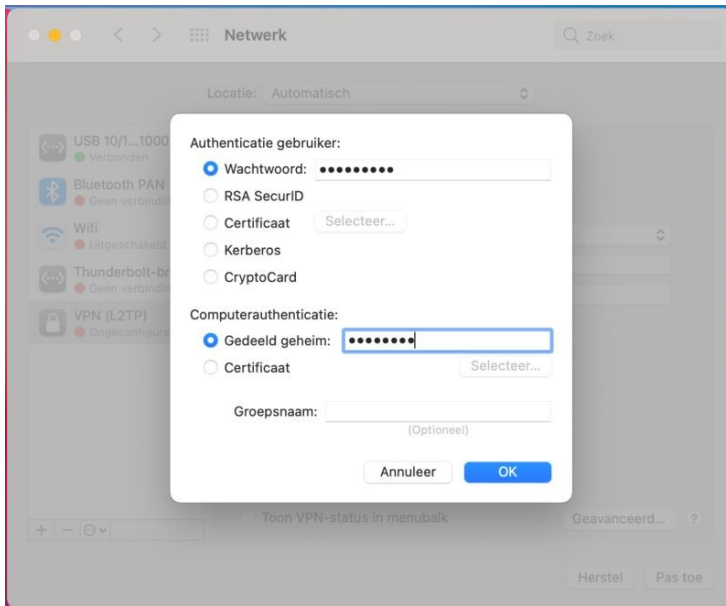 Netwerk
Zoek
Locatie: Automatisch
USB 10/1...1000
Verbonden
Bluetooth PAN
Geen verbindin
Wifi
Uitgeschakeld
Thunderbolt-br
Geen verbindin
VPN (L2TP)
Ongeconfigure
Authenticatie gebruiker:
Wachtwoord: •••••••••
RSA SecurID
Certificaat Selecteer...
Kerberos
CryptoCard
Computerauthenticatie:
Gedeeld geheim: ••••••••
Certificaat Selecteer...
Groepsnaam:
(Optioneel)
Annuleer OK
Toon VPN-status in menubalk Geavanceerd... ?
Herstel Pas toe